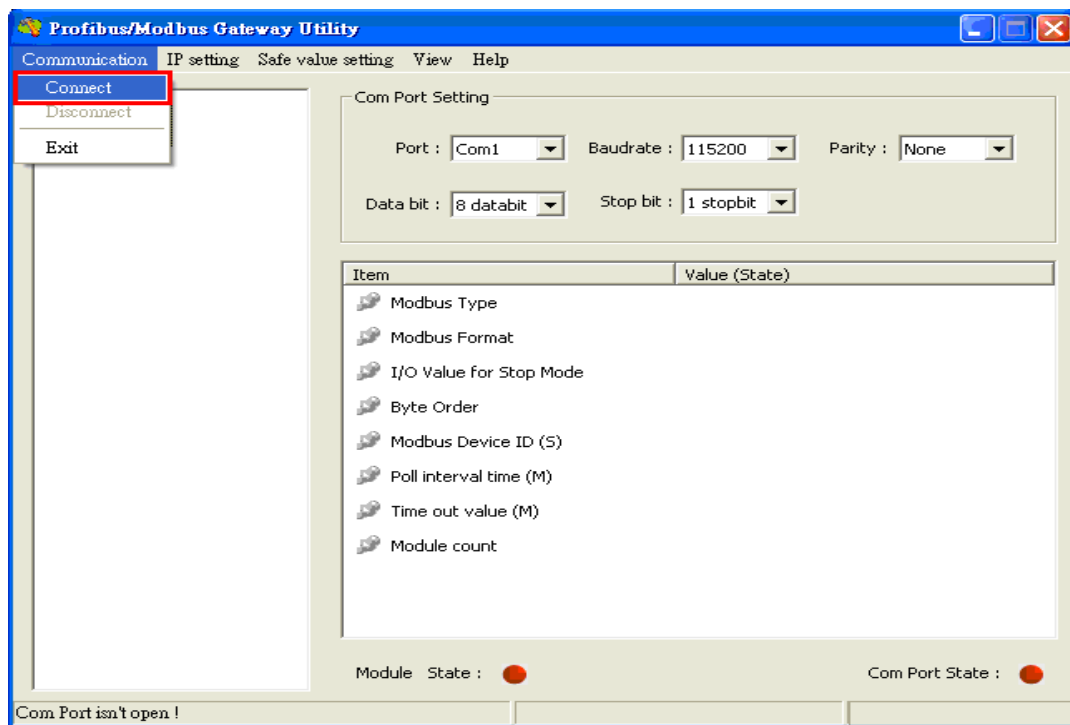 Profibus/Modbus Gateway Utility
Communication IP setting Safe value setting View Help
Connect
Disconnect
Exit
Com Port Setting
Port : Com1 Baudrate : 115200 Parity : None
Data bit : 8 databit Stop bit : 1 stopbit
Item Value (State)
Modbus Type
Modbus Format
I/O Value for Stop Mode
Byte Order
Modbus Device ID (S)
Poll interval time (M)
Time out value (M)
Module count
Module State : Com Port State :
Com Port isn't open !